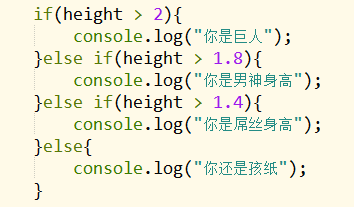 if(height > 2){
    console.log("你是巨人");
}else if(height > 1.8){
    console.log("你是男神身高");
}else if(height > 1.4){
    console.log("你是屌丝身高");
}else{
    console.log("你还是孩纸");
}